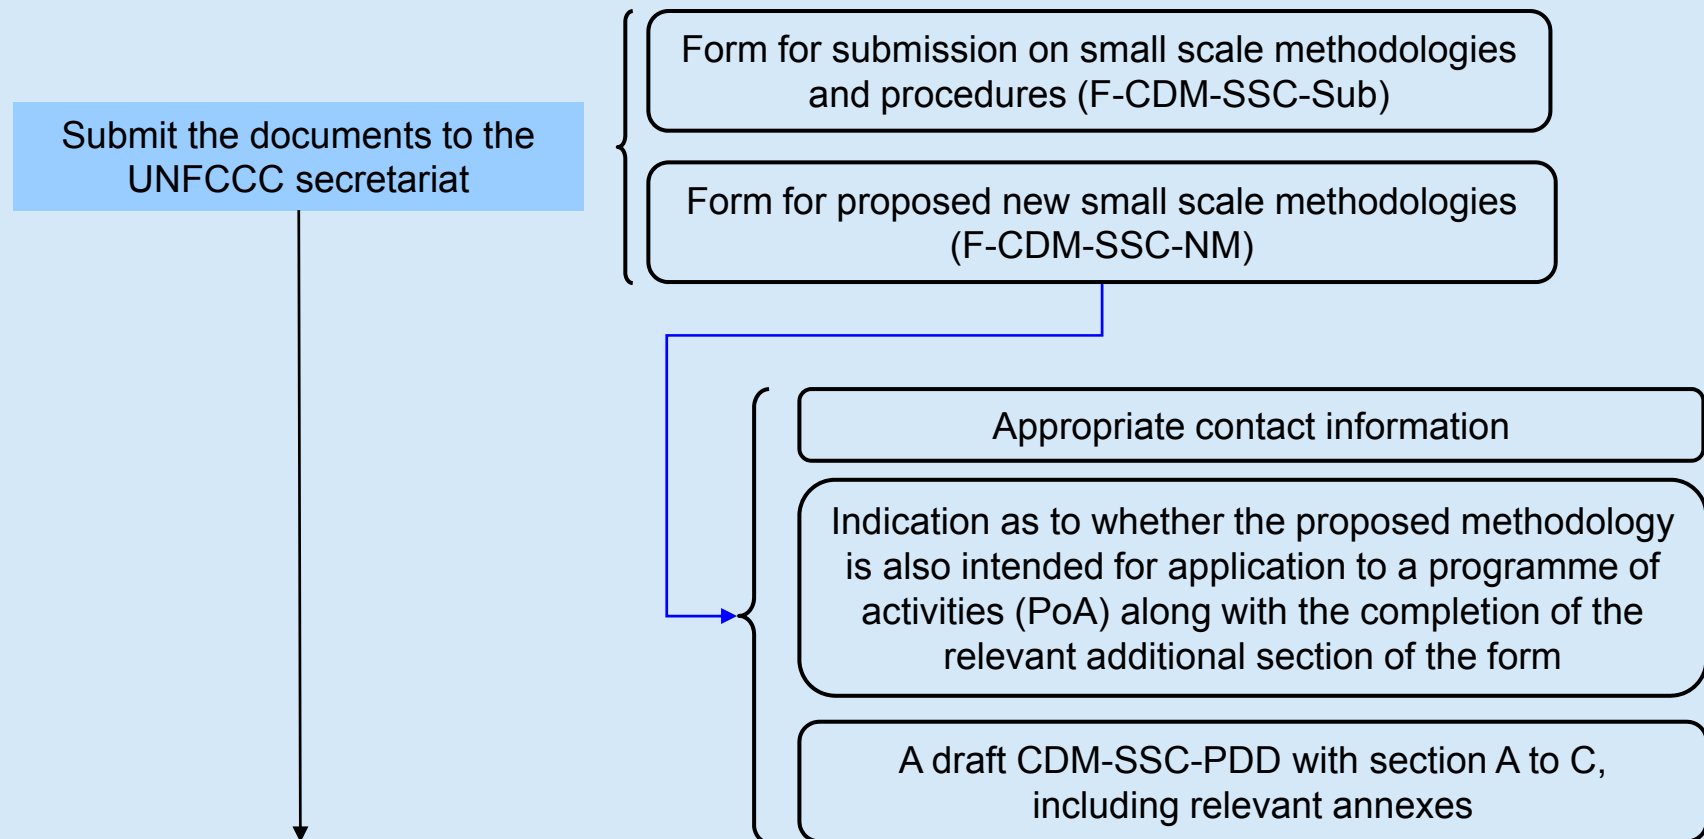 Form for submission on small scale methodologies
and procedures (F-CDM-SSC-Sub)
Submit the documents to the
UNFCCC secretariat
Form for proposed new small scale methodologies
(F-CDM-SSC-NM)
Appropriate contact information
Indication as to whether the proposed methodology
is also intended for application to a programme of
activities (PoA) along with the completion of the
relevant additional section of the form
A draft CDM-SSC-PDD with section A to C,
including relevant annexes